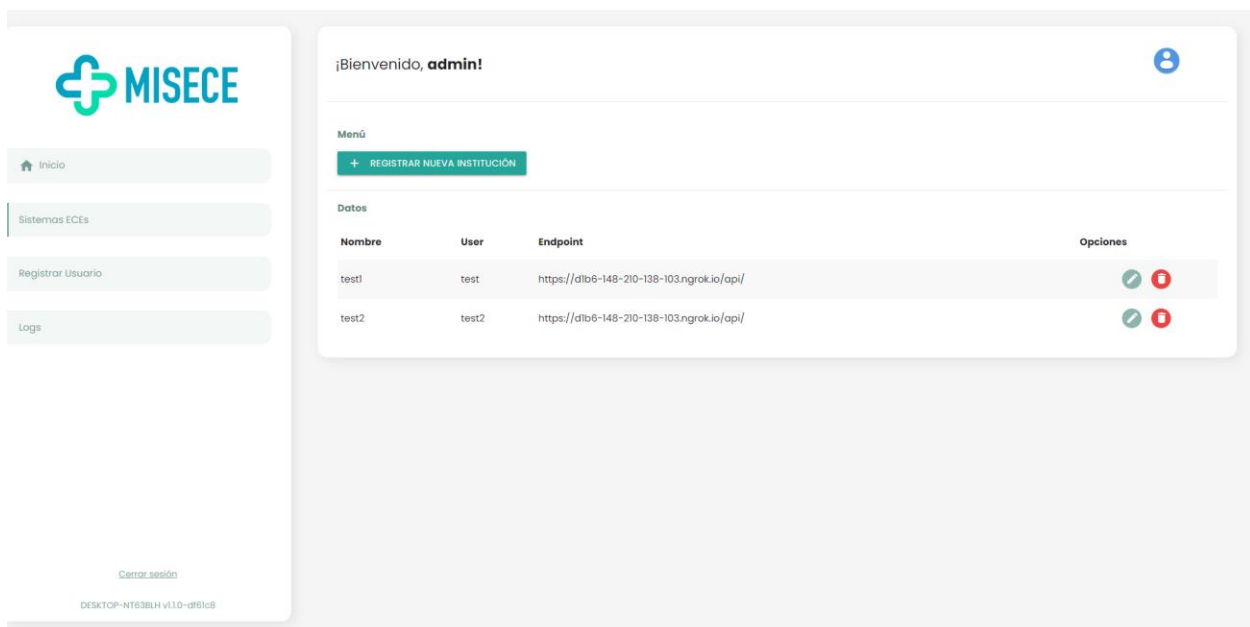 MISECE
Inicio
Sistemas ECEs
Registrar Usuario
Logs
Cerrar sesión
DESKTOP-NT63BLH v1.1.0-df61c8
¡Bienvenido, admin!
Menú
+ REGISTRAR NUEVA INSTITUCIÓN
Datos
Nombre User Endpoint Opciones
test1 test https://d1b6-148-210-138-103.ngrok.io/api/
test2 test2 https://d1b6-148-210-138-103.ngrok.io/api/